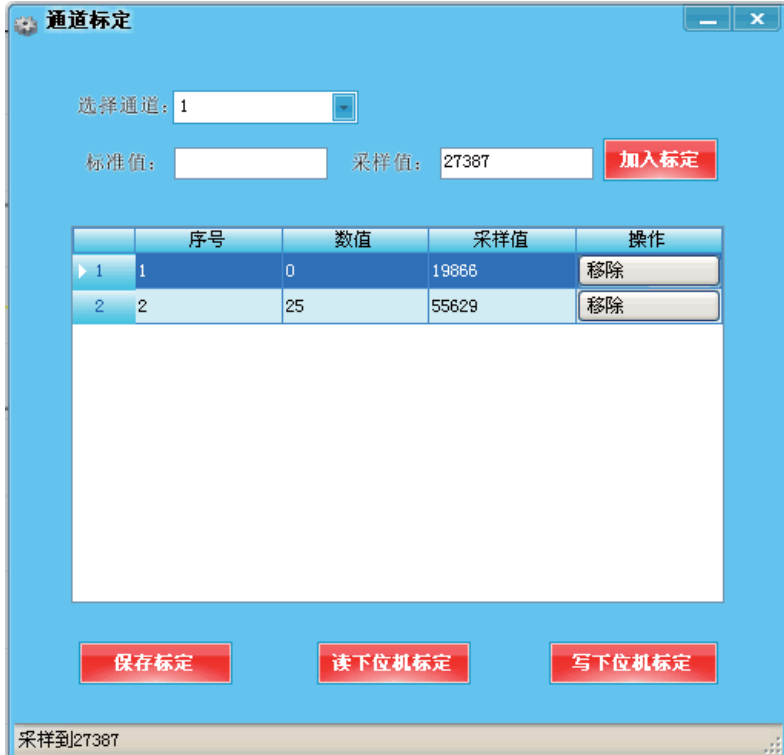 通道标定
选择通道: 1
标准值: 采样值: 27387 加入标定
序号 数值 采样值 操作
1 1 0 19866 移除
2 2 25 55629 移除
保存标定 读下位机标定 写下位机标定
采样到27387